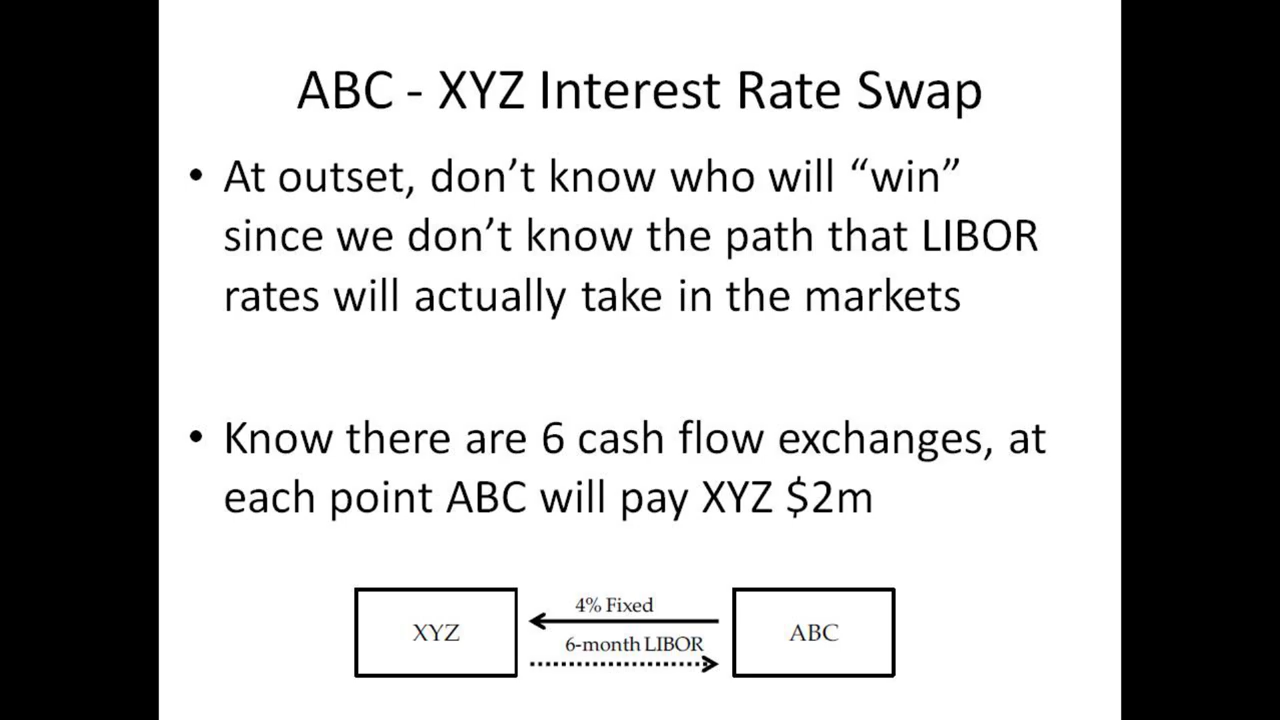 ABC - XYZ Interest Rate Swap
• At outset, don’t know who will “win”
since we don’t know the path that LIBOR
rates will actually take in the markets
• Know there are 6 cash flow exchanges, at
each point ABC will pay XYZ $2m
4% Fixed
XYZ
ABC
6-month LIBOR